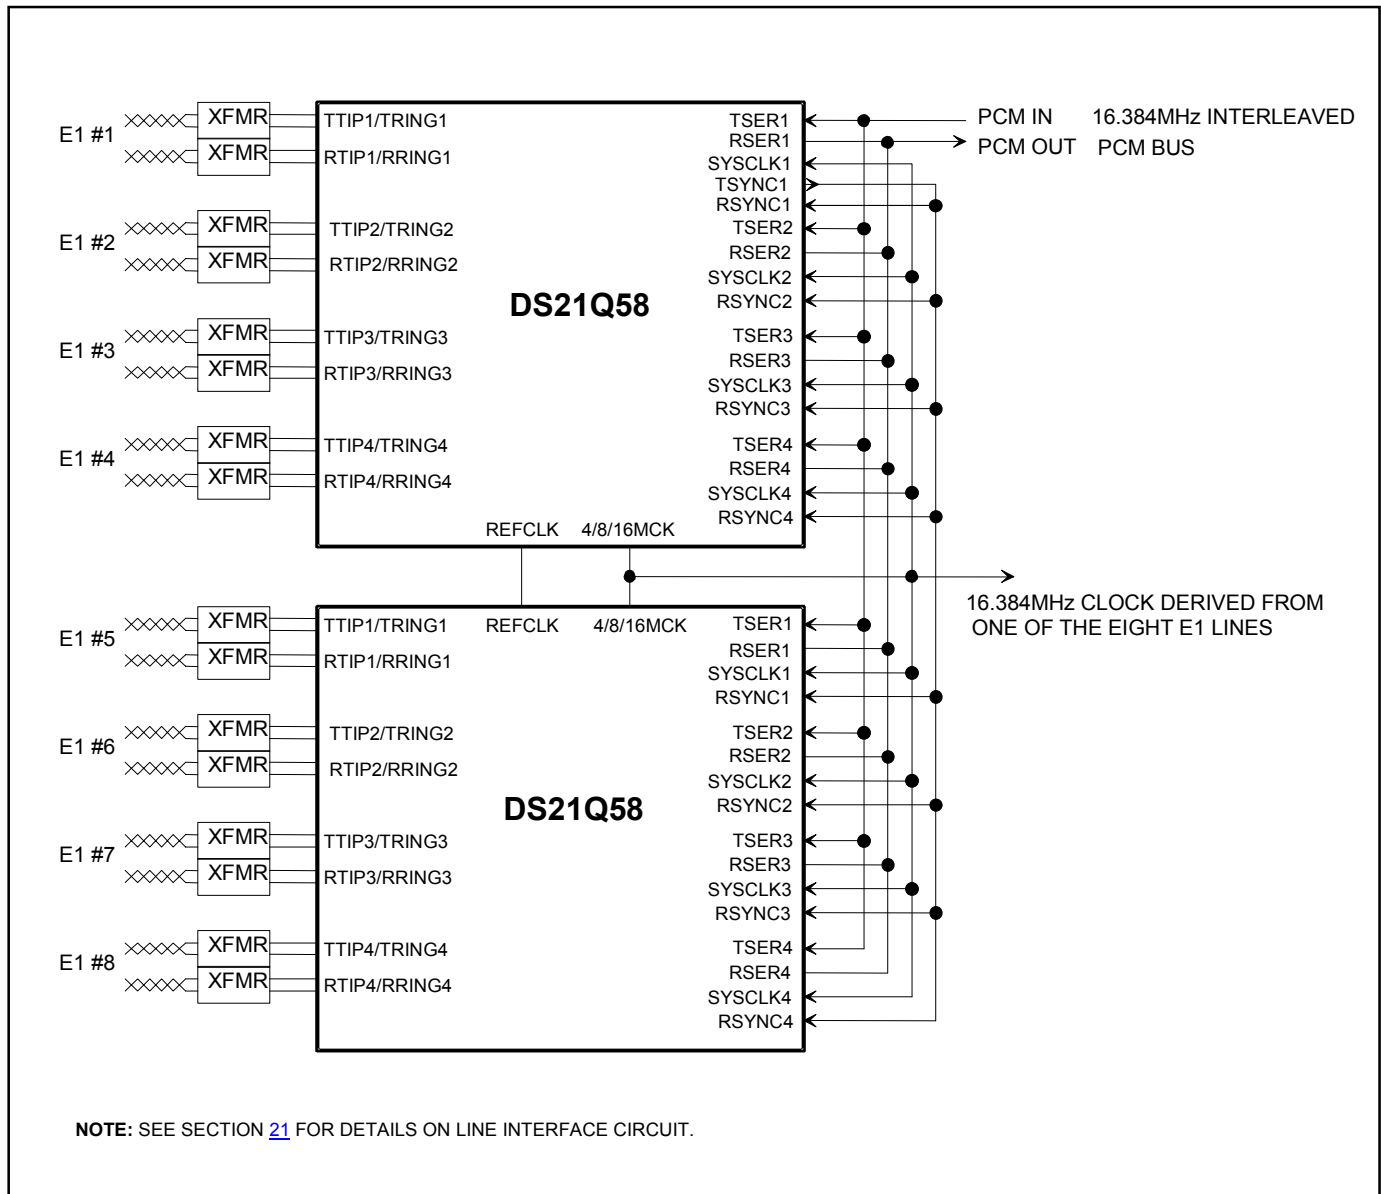 E1 #1
XFMR
XFMR
TTIP1/TRING1
RTIP1/RRING1
E1 #2
XFMR
XFMR
TTIP2/TRING2
RTIP2/RRING2
E1 #3
XFMR
XFMR
TTIP3/TRING3
RTIP3/RRING3
E1 #4
XFMR
XFMR
TTIP4/TRING4
RTIP4/RRING4
DS21Q58
REFCLK 4/8/16MCK
TSER1
RSER1
SYSCLK1
TSYNC1
RSYNC1
TSER2
RSER2
SYSCLK2
RSYNC2
TSER3
RSER3
SYSCLK3
RSYNC3
TSER4
RSER4
SYSCLK4
RSYNC4
PCM IN 16.384MHz INTERLEAVED
PCM OUT PCM BUS
16.384MHz CLOCK DERIVED FROM
ONE OF THE EIGHT E1 LINES
E1 #5
XFMR
XFMR
TTIP1/TRING1
RTIP1/RRING1
E1 #6
XFMR
XFMR
TTIP2/TRING2
RTIP2/RRING2
E1 #7
XFMR
XFMR
TTIP3/TRING3
RTIP3/RRING3
E1 #8
XFMR
XFMR
TTIP4/TRING4
RTIP4/RRING4
REFCLK 4/8/16MCK
DS21Q58
TSER1
RSER1
SYSCLK1
RSYNC1
TSER2
RSER2
SYSCLK2
RSYNC2
TSER3
RSER3
SYSCLK3
RSYNC3
TSER4
RSER4
SYSCLK4
RSYNC4
NOTE: SEE SECTION 21 FOR DETAILS ON LINE INTERFACE CIRCUIT.